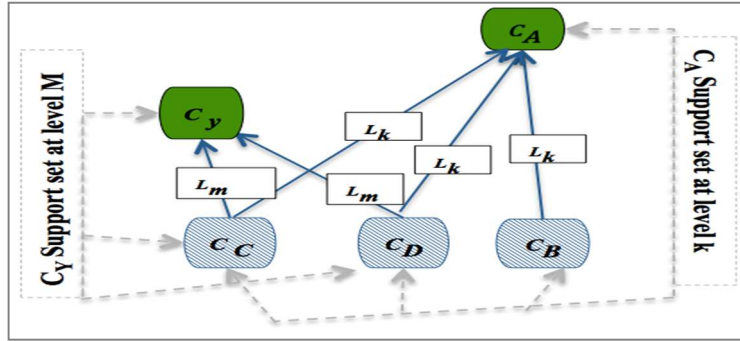 C_A
C_y
L_k
L_k
L_k
L_m
L_m
C_C
C_D
C_B
C_Y Support set at level M
C_A Support set at level k